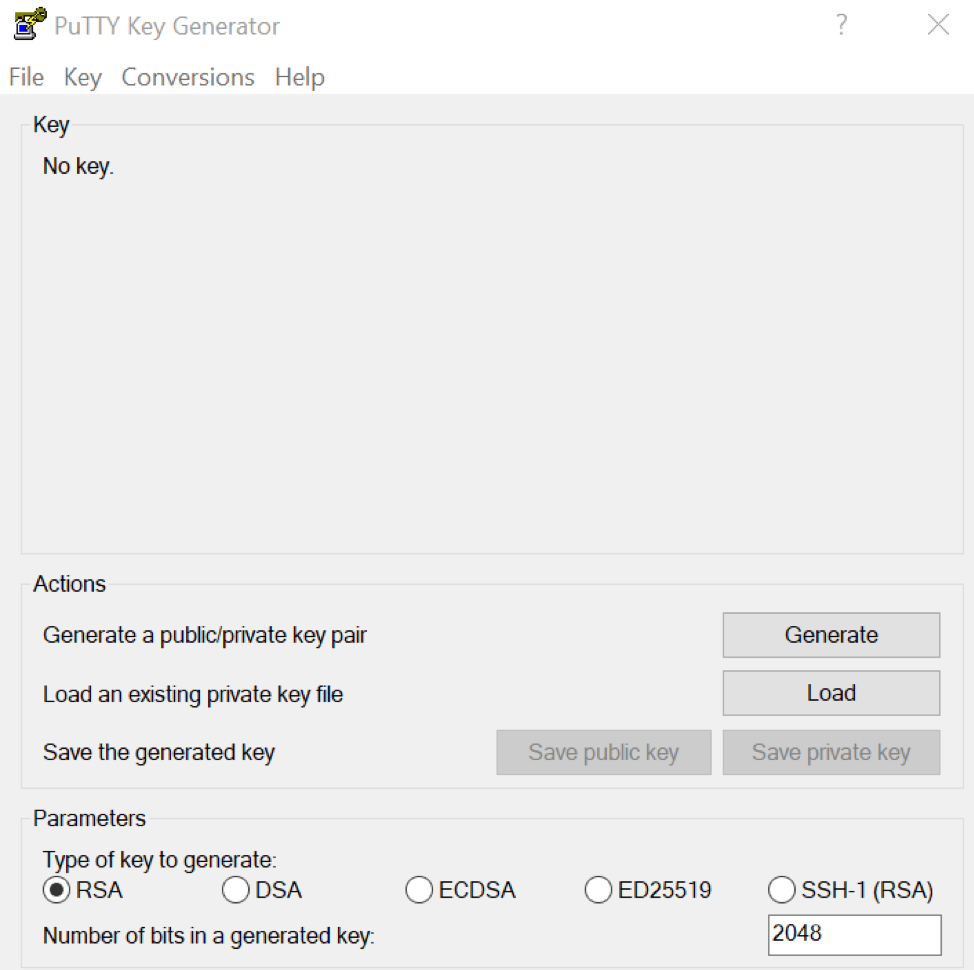 PuTTY Key Generator ?
File Key Conversions Help
Key
No key.
Actions
Generate a public/private key pair Generate
Load an existing private key file Load
Save the generated key Save public key Save private key
Parameters
Type of key to generate:
RSA DSA ECDSA ED25519 SSH-1 (RSA)
Number of bits in a generated key: 2048